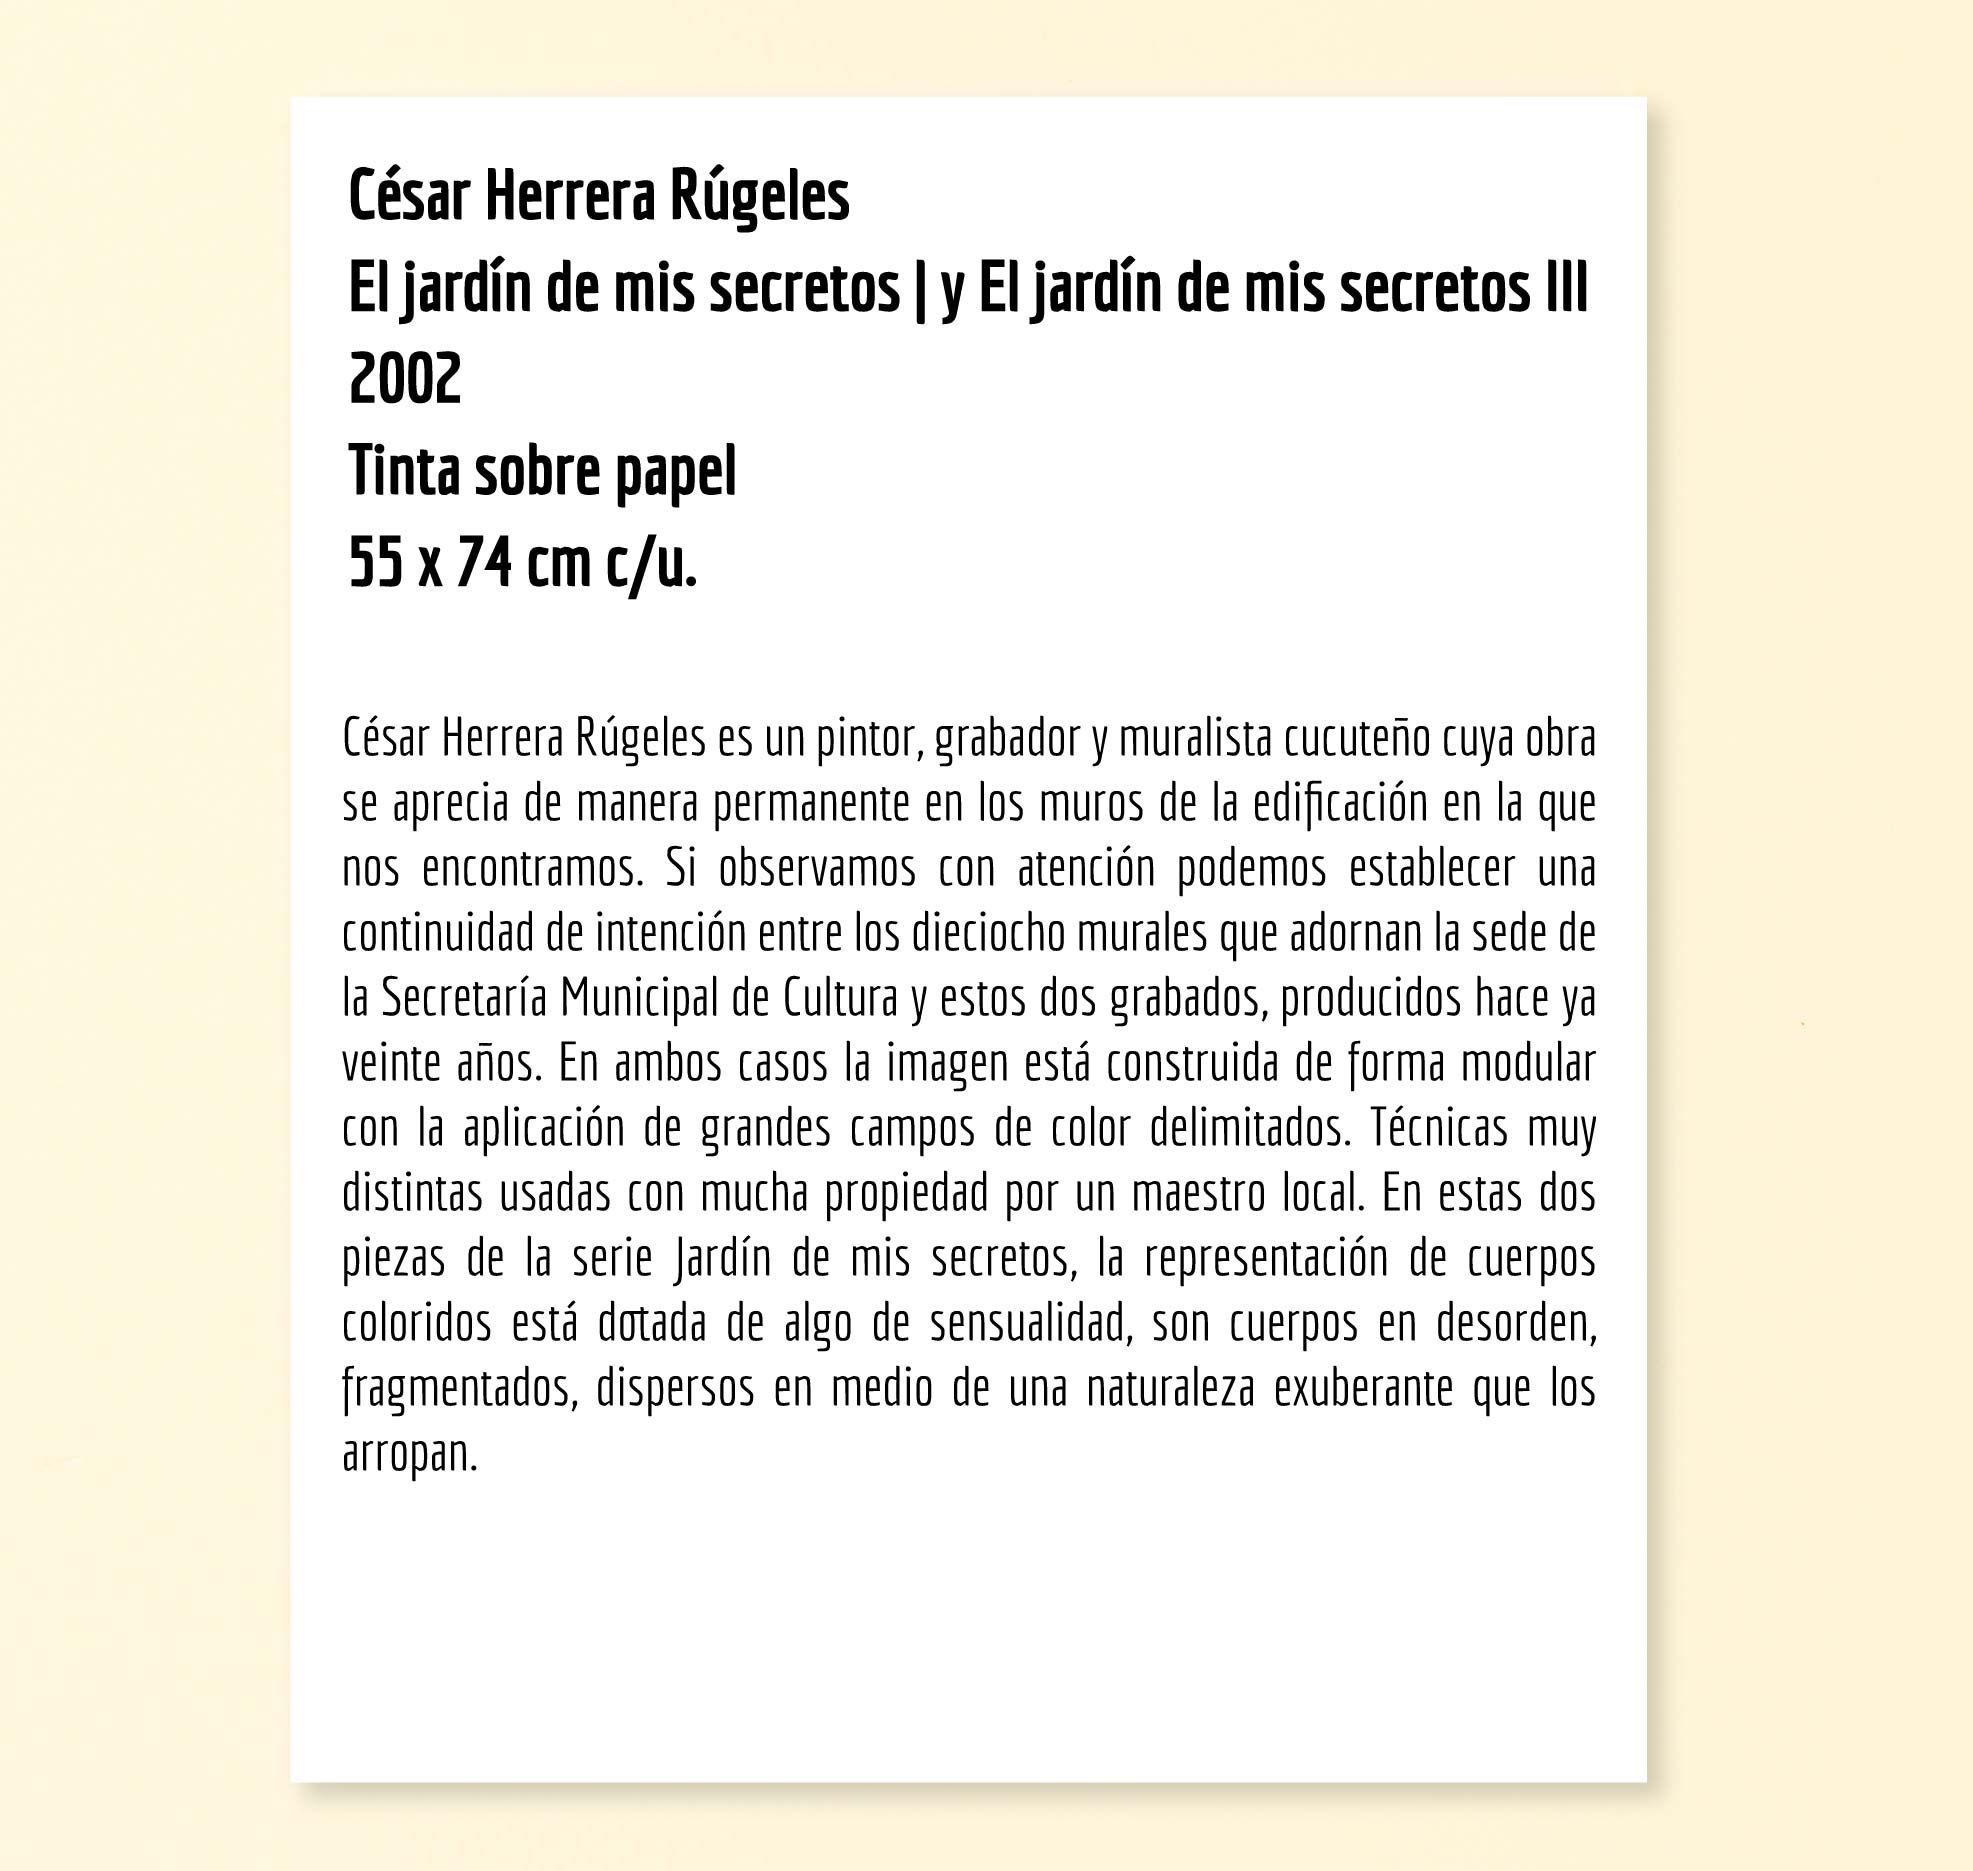 César Herrera Rúgeles
El jardín de mis secretos | y El jardín de mis secretos III
2002
Tinta sobre papel
55 x 74 cm c/u.
César Herrera Rúgeles es un pintor, grabador y muralista cucuteño cuya obra
se aprecia de manera permanente en los muros de la edificación en la que
nos encontramos. Si observamos con atención podemos establecer una
continuidad de intención entre los dieciocho murales que adornan la sede de
la Secretaría Municipal de Cultura y estos dos grabados, producidos hace ya
veinte años. En ambos casos la imagen está construida de forma modular
con la aplicación de grandes campos de color delimitados. Técnicas muy
distintas usadas con mucha propiedad por un maestro local. En estas dos
piezas de la serie Jardín de mis secretos, la representación de cuerpos
coloridos está dotada de algo de sensualidad, son cuerpos en desorden,
fragmentados, dispersos en medio de una naturaleza exuberante que los
arropan.